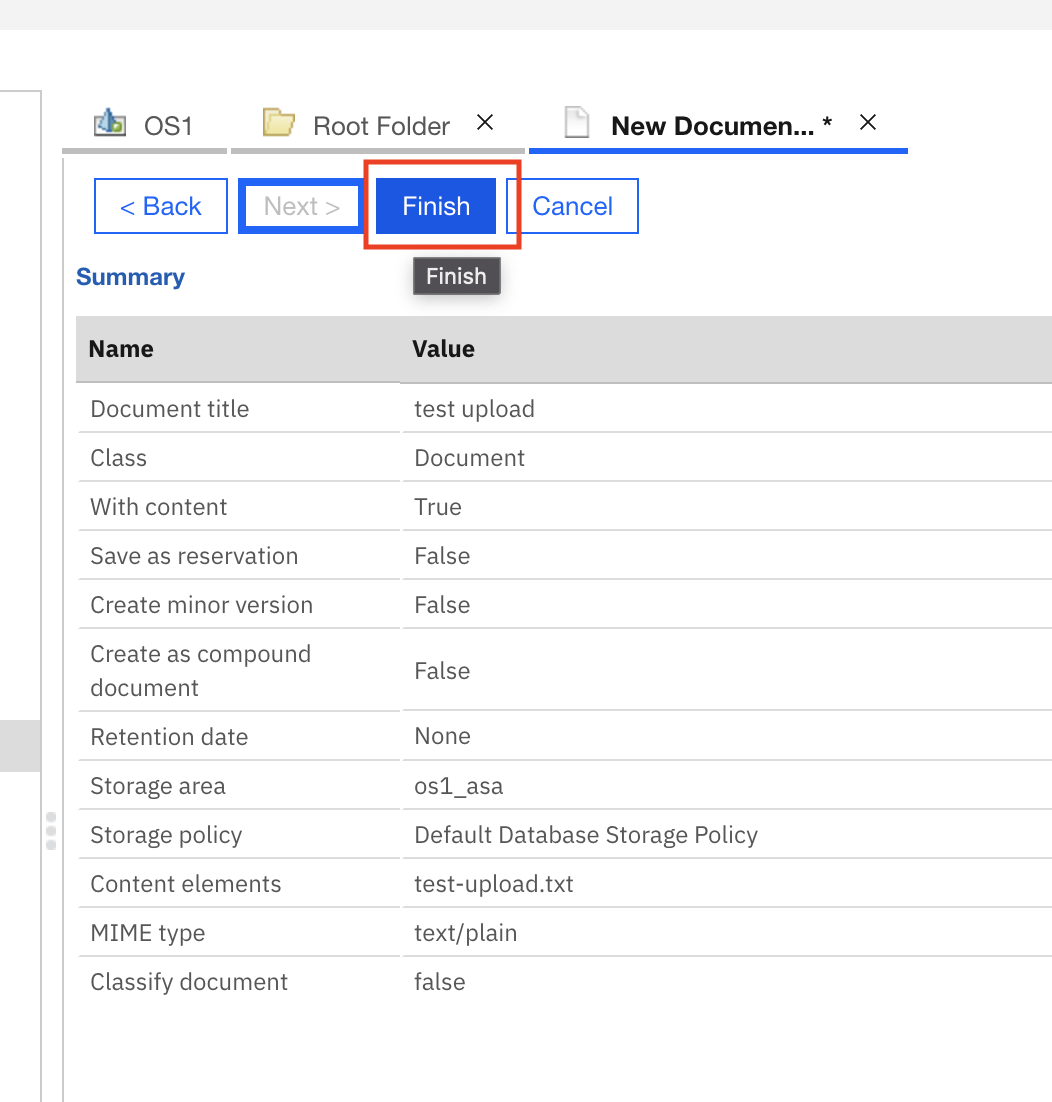 OS1 Root Folder × New Documen... * ×
< Back Next > Finish Cancel
Summary Finish
Name Value
Document title test upload
Class Document
With content True
Save as reservation False
Create minor version False
Create as compound
document False
Retention date None
Storage area os1_asa
Storage policy Default Database Storage Policy
Content elements test-upload.txt
MIME type text/plain
Classify document false